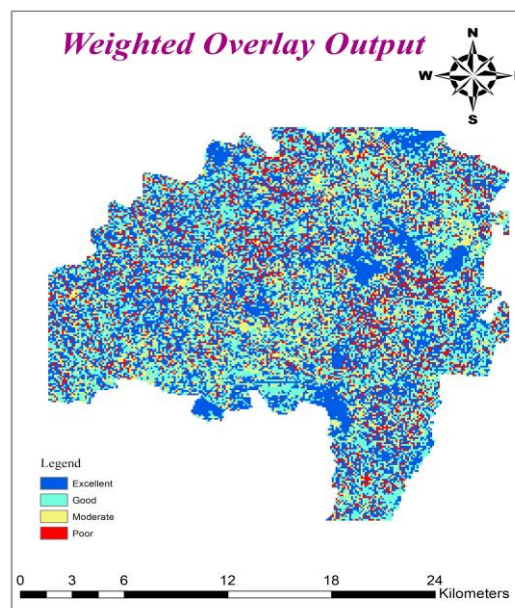 Weighted Overlay Output
N
W
S
Legend
Excellent
Good
Moderate
Poor
0 3 6 12 18 24
Kilometers